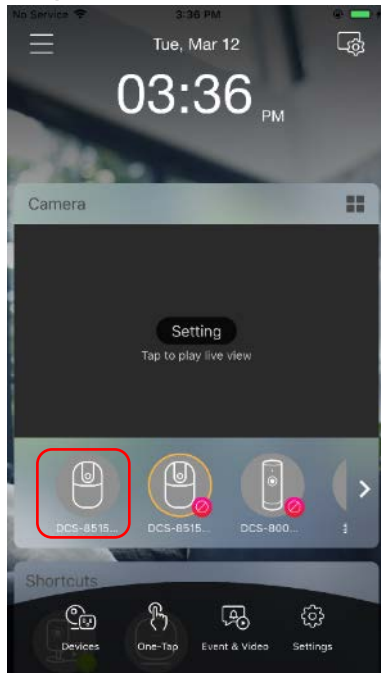 No Service 3:36 PM
Tue, Mar 12
03:36 PM
Camera
Setting
Tap to play live view
DCS-8515... DCS-8515... DCS-800...
Shortcuts
Devices One-Tap Event & Video Settings